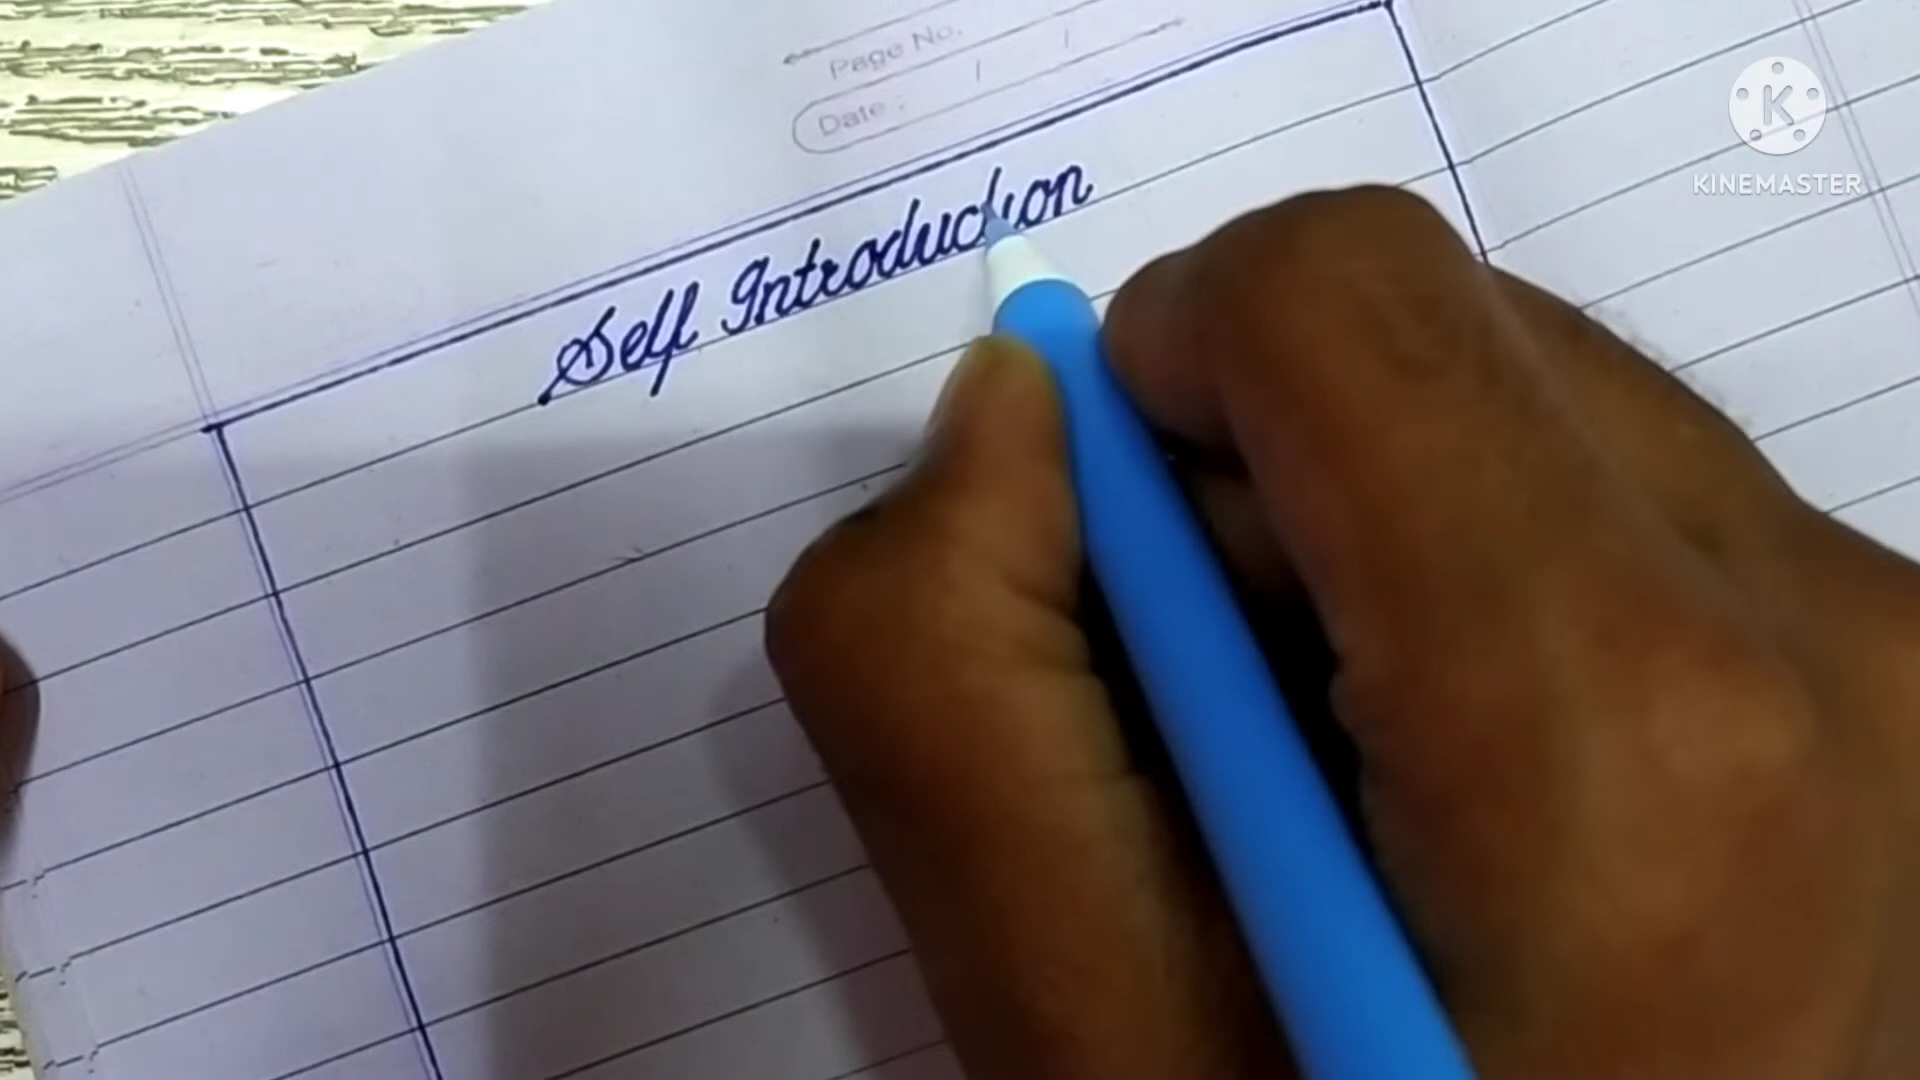 Page No.
Date : / /
Self Introduction
KINEMASTER